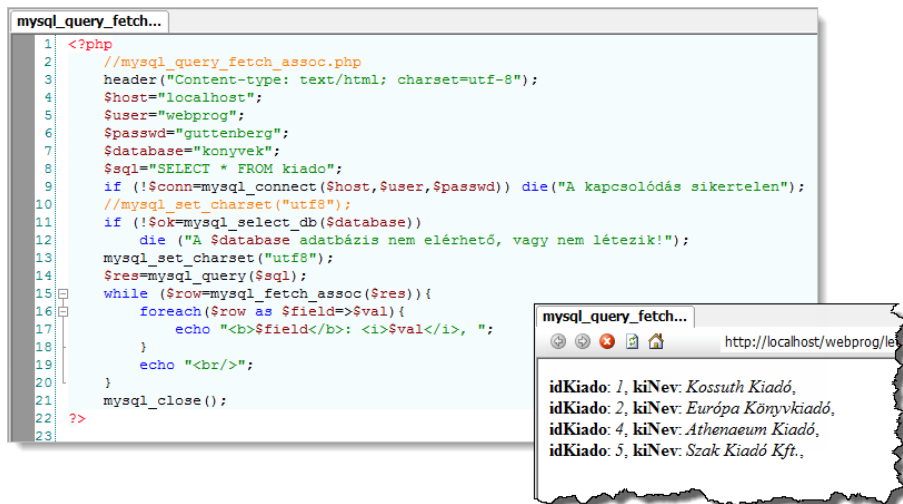 mysql_query_fetch...
1 <?php
2 //mysql_query_fetch_assoc.php
3 header("Content-type: text/html; charset=utf-8");
4 $host="localhost";
5 $user="webprog";
6 $passwd="guttenberg";
7 $database="konyvek";
8 $sql="SELECT * FROM kiado";
9 if (!$conn=mysql_connect($host,$user,$passwd)) die("A kapcsolódás sikertelen");
10 //mysql_set_charset("utf8");
11 if (!$ok=mysql_select_db($database))
12 die ("A $database adatbázis nem elérhető, vagy nem létezik!");
13 mysql_set_charset("utf8");
14 $res=mysql_query($sql);
15 while ($row=mysql_fetch_assoc($res)){
16 foreach($row as $field=>$val){
17 echo "<b>$field</b>: <i>$val</i>, ";
18 }
19 echo "<br/>";
20 }
21 mysql_close();
22 ?>
23
mysql_query_fetch...
http://localhost/webprog/le
idKiado: 1, kiNev: Kossuth Kiadó,
idKiado: 2, kiNev: Európa Könyvkiadó,
idKiado: 4, kiNev: Athenaeum Kiadó,
idKiado: 5, kiNev: Szak Kiadó Kft.,